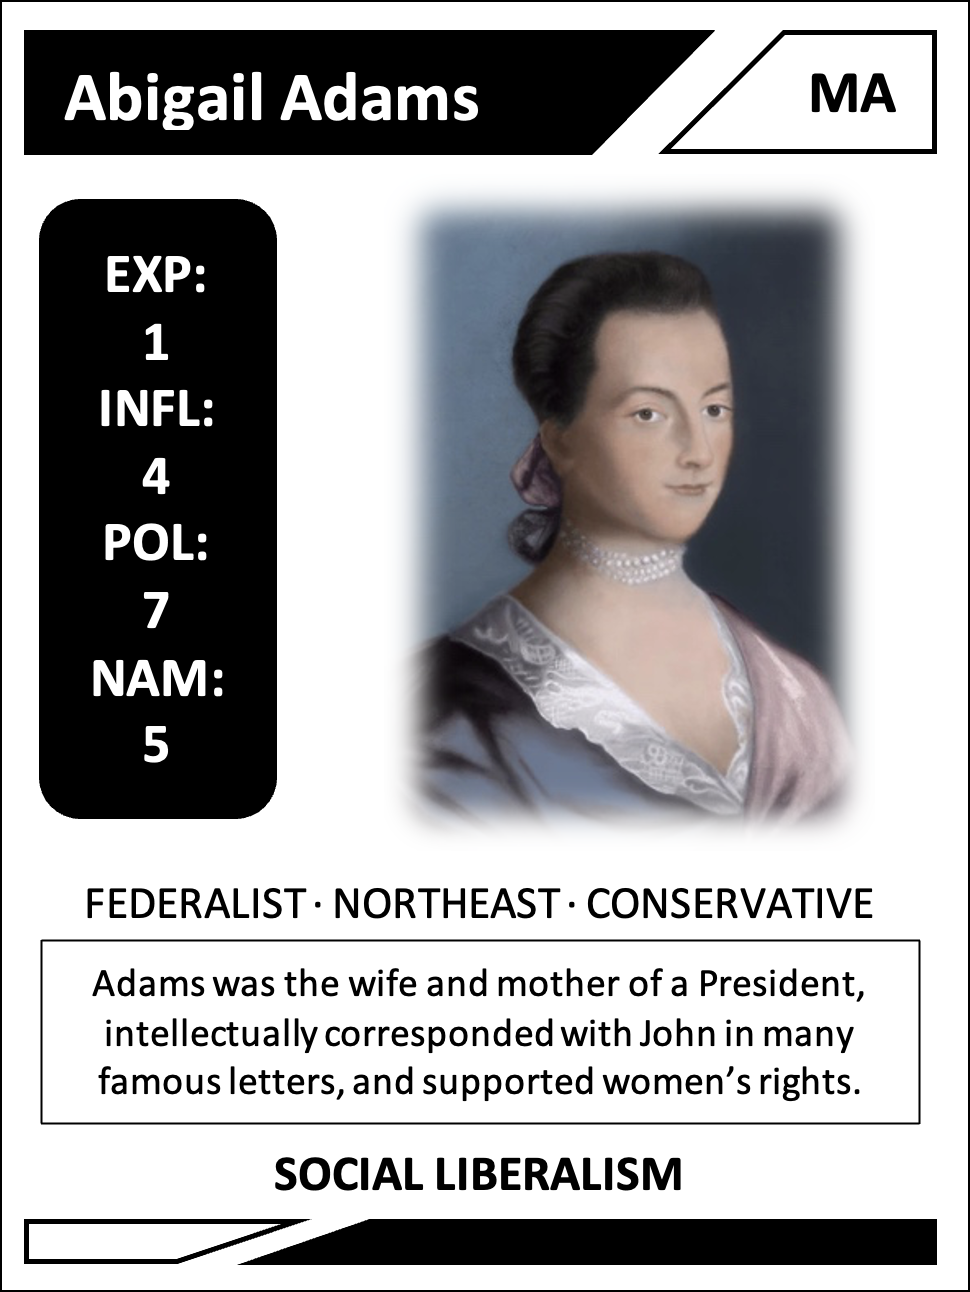 Abigail Adams
MA
EXP:
1
INFL:
4
POL:
7
NAM:
5
FEDERALIST · NORTHEAST · CONSERVATIVE
Adams was the wife and mother of a President,
intellectually corresponded with John in many
famous letters, and supported women’s rights.
SOCIAL LIBERALISM